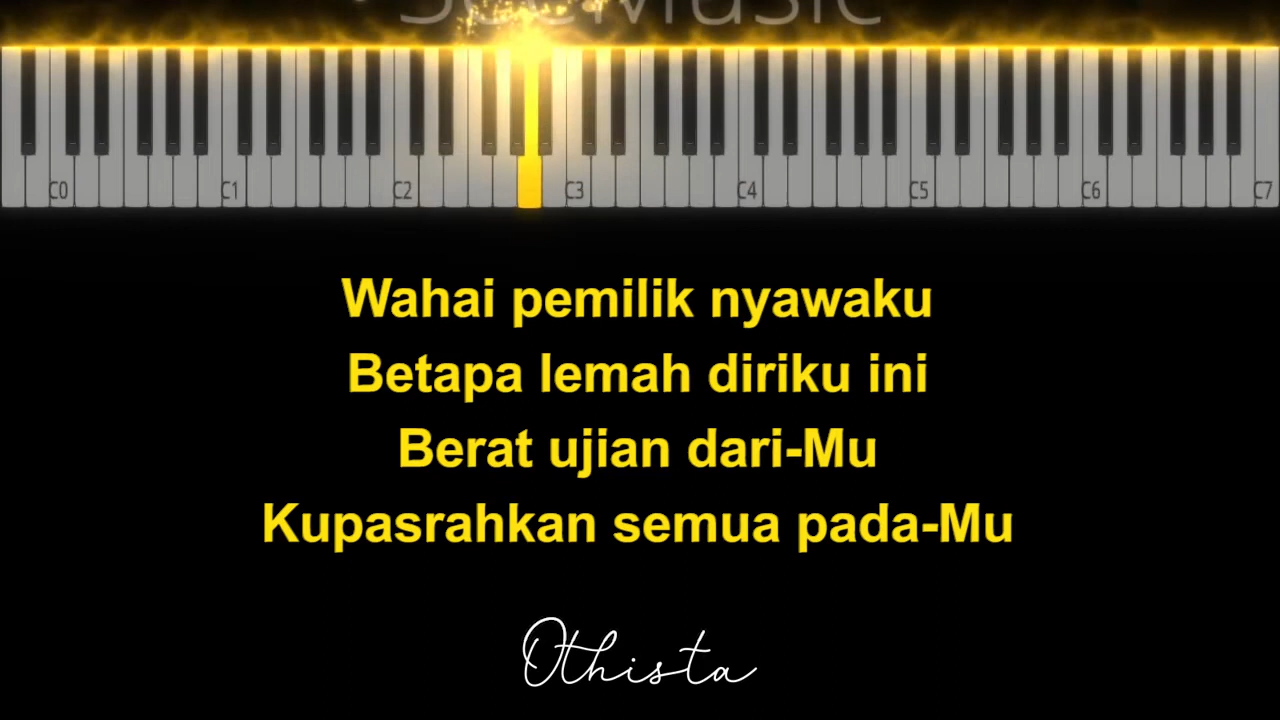 SeeMusic
C0 C1 C2 C3 C4 C5 C6 C7
Wahai pemilik nyawaku
Betapa lemah diriku ini
Berat ujian dari-Mu
Kupasrahkan semua pada-Mu
Othista